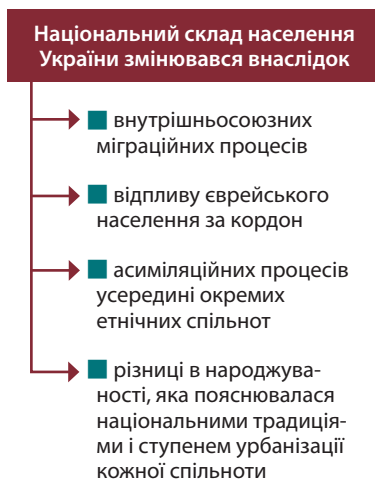 Національний склад населення
України змінювався внаслідок
внутрішньосоюзних
міграційних процесів
відпливу єврейського
населення за кордон
асиміляційних процесів
усередині окремих
етнічних спільнот
різниці в народжува-
ності, яка пояснювалася
національними традиція-
ми і ступенем урбанізації
кожної спільноти